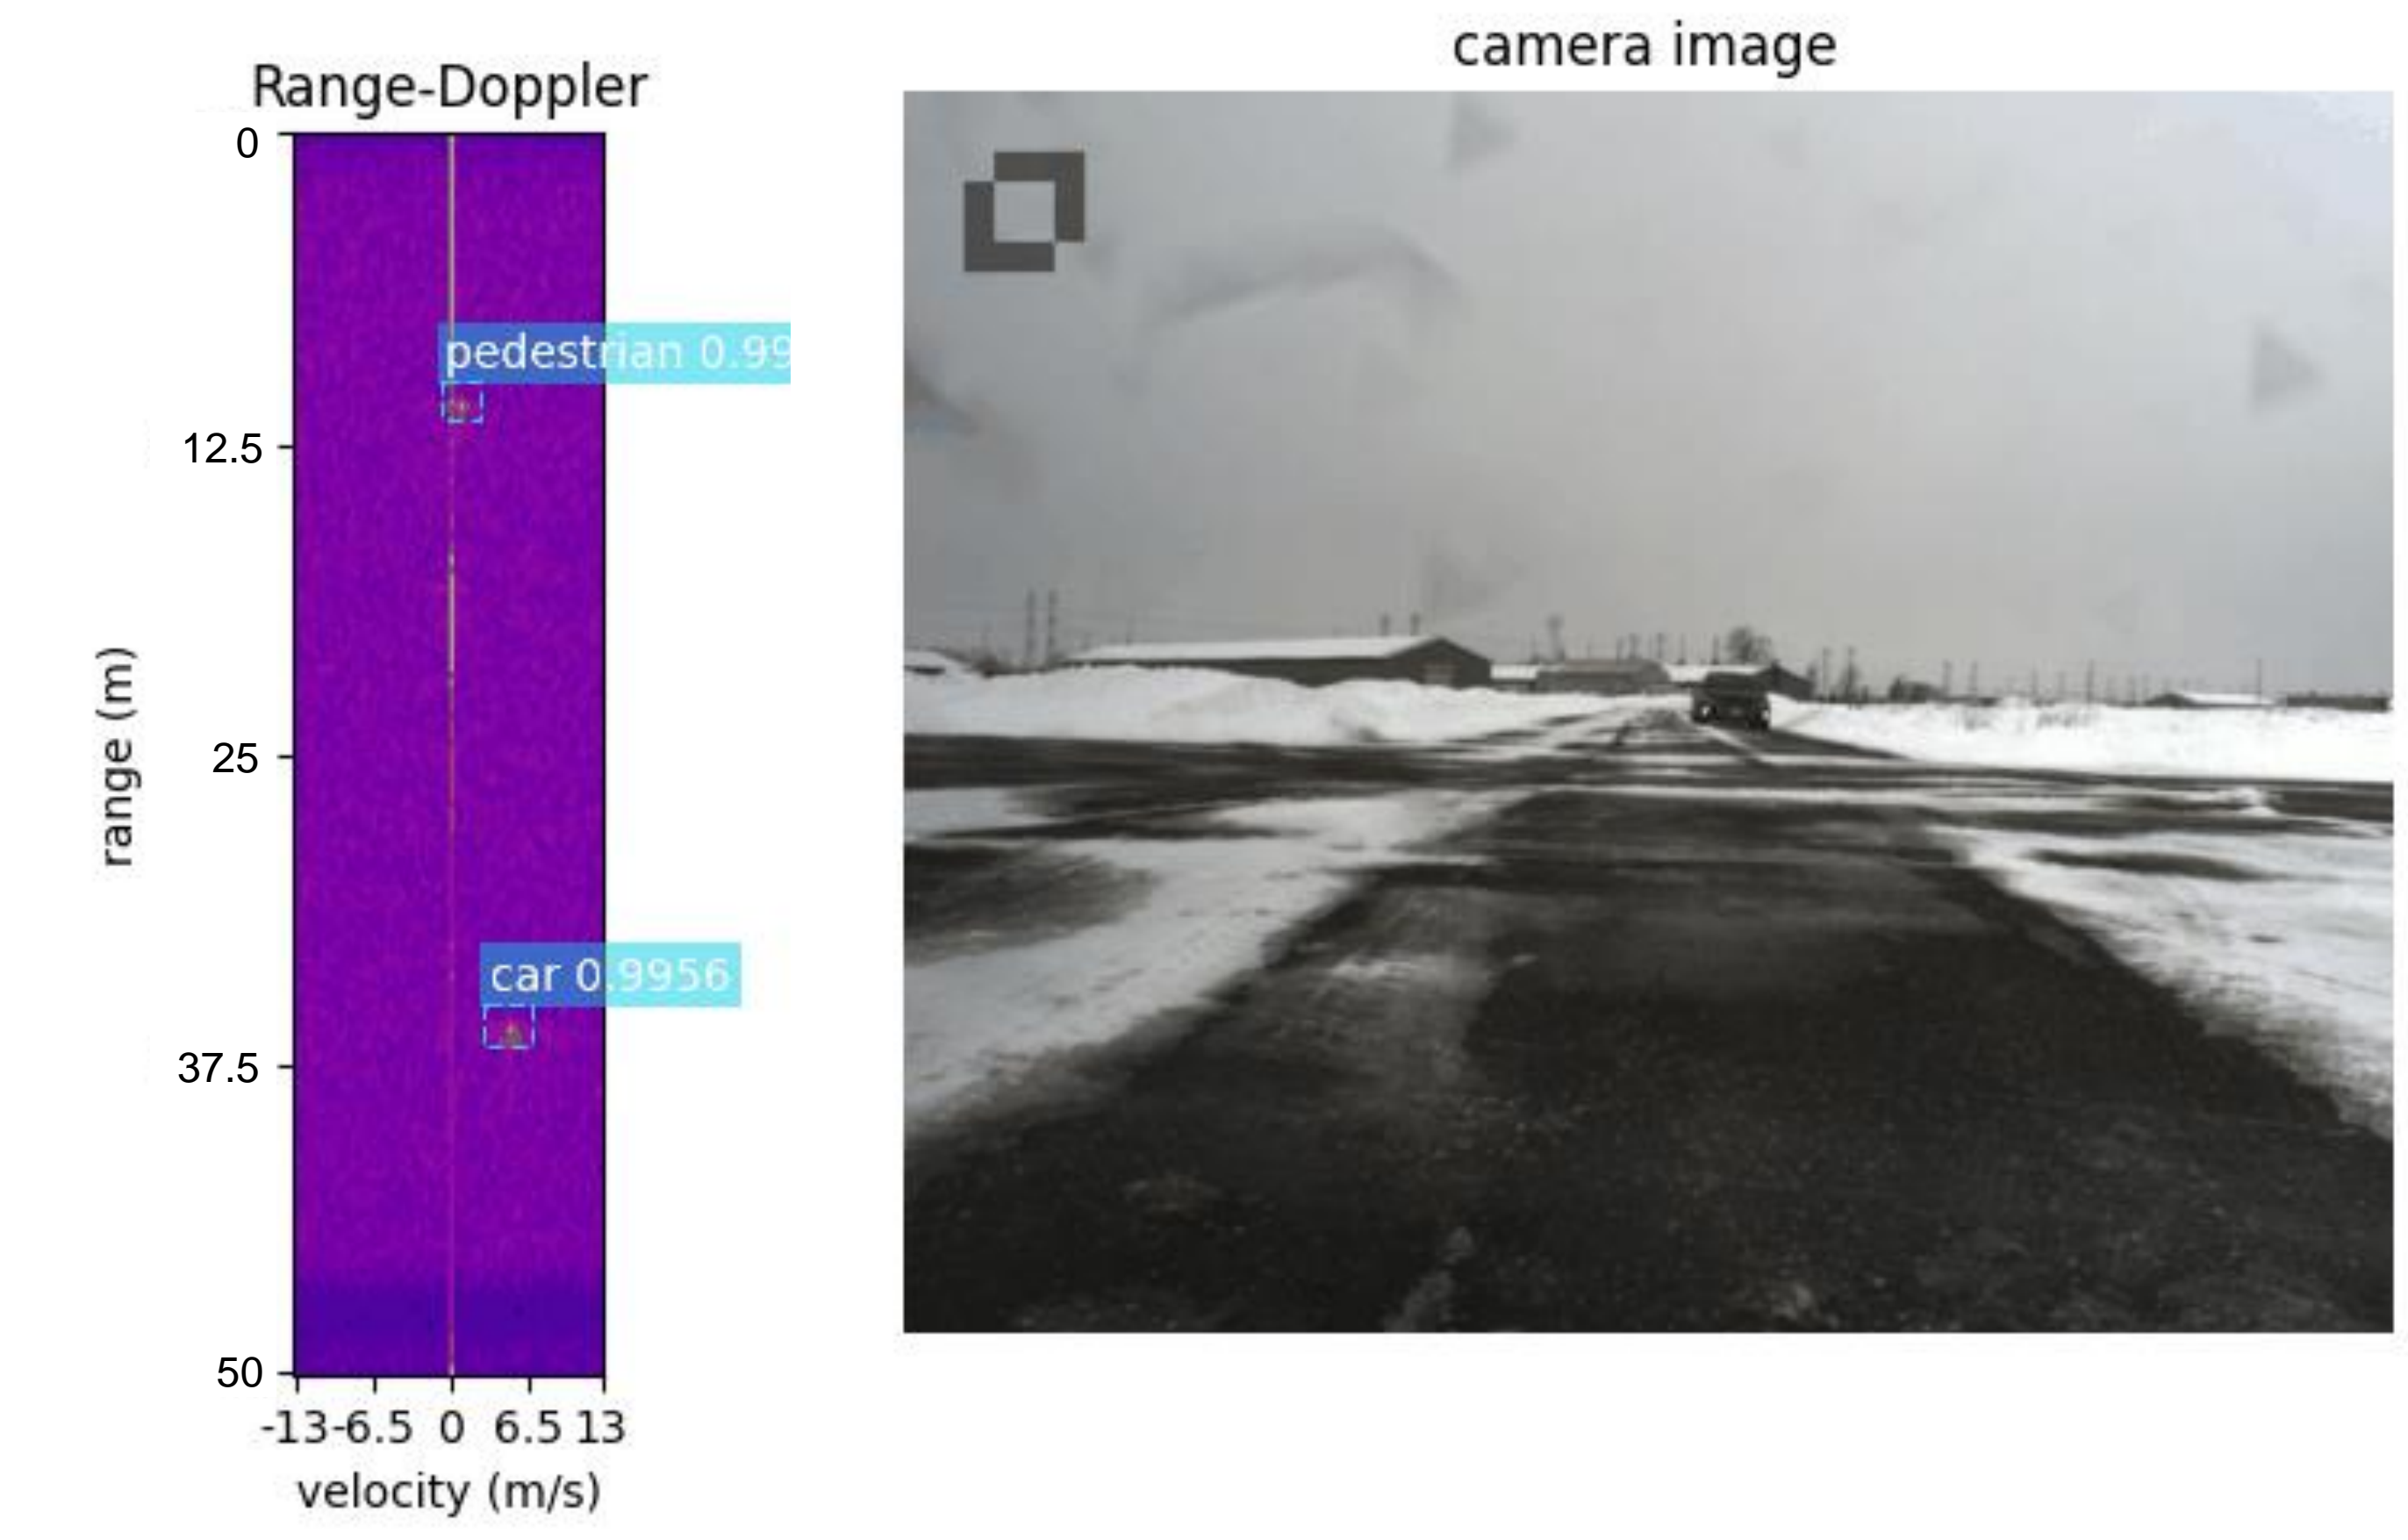 Range-Doppler
0
12.5
25
37.5
50
range (m)
pedestrian 0.99
car 0.9956
-13 -6.5 0 6.5 13
velocity (m/s)
camera image